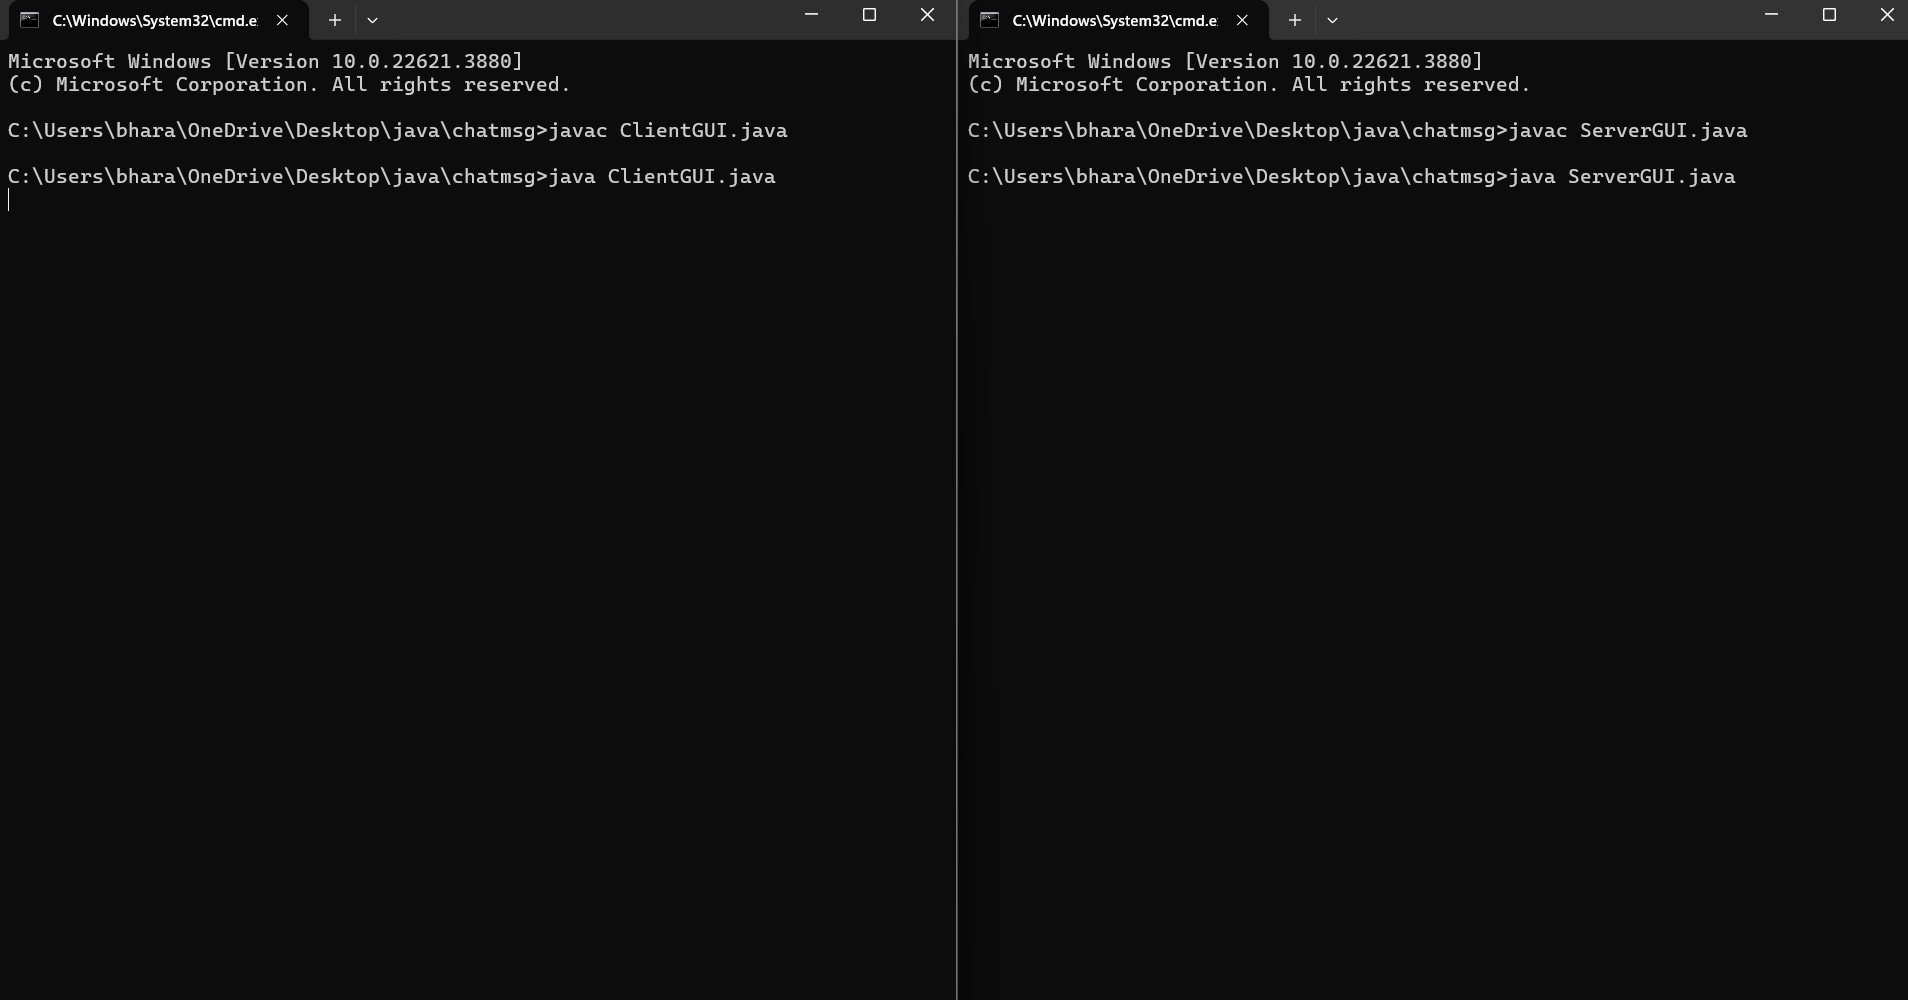 C:\Windows\System32\cmd.e
Microsoft Windows [Version 10.0.22621.3880]
(c) Microsoft Corporation. All rights reserved.
C:\Users\bhara\OneDrive\Desktop\java\chatmsg>javac ClientGUI.java
C:\Users\bhara\OneDrive\Desktop\java\chatmsg>java ClientGUI.java
C:\Windows\System32\cmd.e
Microsoft Windows [Version 10.0.22621.3880]
(c) Microsoft Corporation. All rights reserved.
C:\Users\bhara\OneDrive\Desktop\java\chatmsg>javac ServerGUI.java
C:\Users\bhara\OneDrive\Desktop\java\chatmsg>java ServerGUI.java